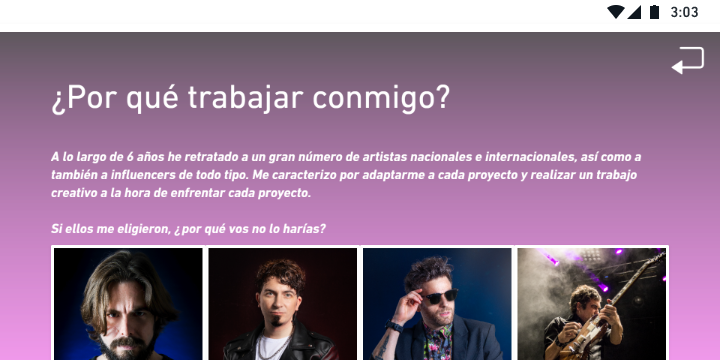 3:03
¿Por qué trabajar conmigo?
A lo largo de 6 años he retratado a un gran número de artistas nacionales e internacionales, así como a
también a influencers de todo tipo. Me caracterizo por adaptarme a cada proyecto y realizar un trabajo
creativo a la hora de enfrentar cada proyecto.
Si ellos me eligieron, ¿por qué vos no lo harías?